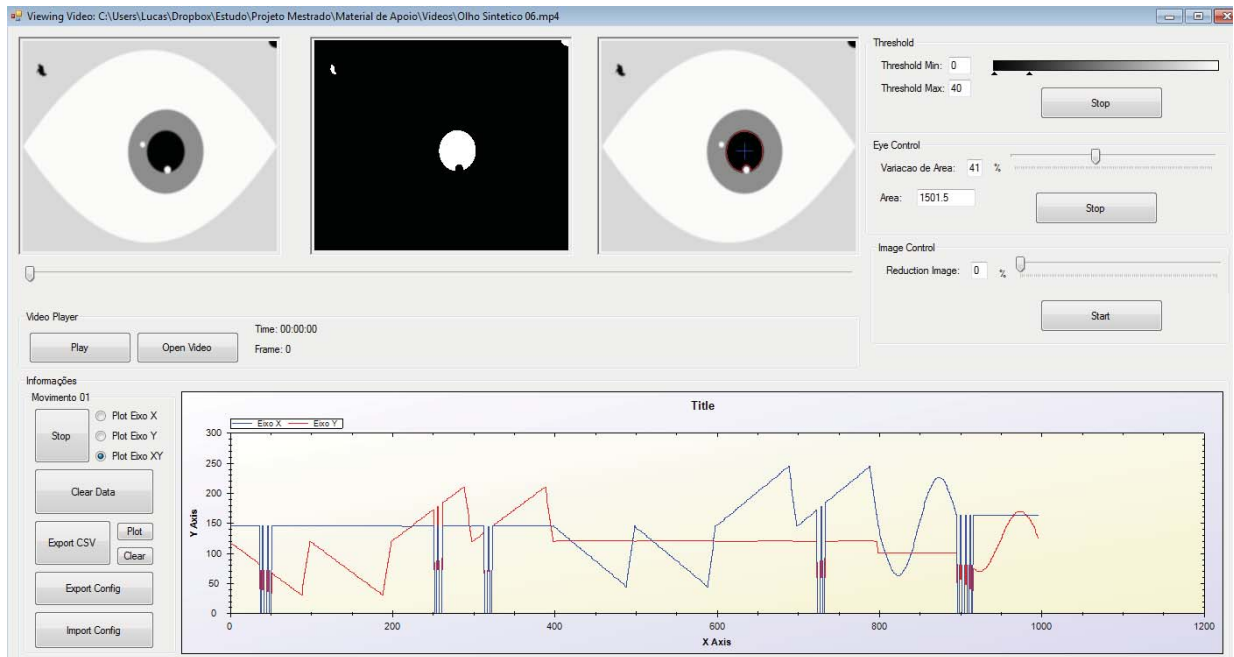 Viewing Video: C:\Users\Lucas\Dropbox\Estudo\Projeto Mestrado\Material de Apoio\Videos\Olho Sintetico 06.mp4
Threshold
Threshold Min: 0
Threshold Max: 40
Stop
Eye Control
Variacao de Area: 41 %
Area: 1501.5
Stop
Image Control
Reduction Image: 0 %
Start
Video Player
Play
Open Video
Time: 00:00:00
Frame: 0
Informações
Movimento 01
Stop
Plot Eixo X
Plot Eixo Y
Plot Eixo XY
Clear Data
Export CSV
Plot
Clear
Export Config
Import Config
Title
Eixo X
Eixo Y
Y Axis
300
250
200
150
100
50
0
0
200
400
600
800
1000
1200
X Axis